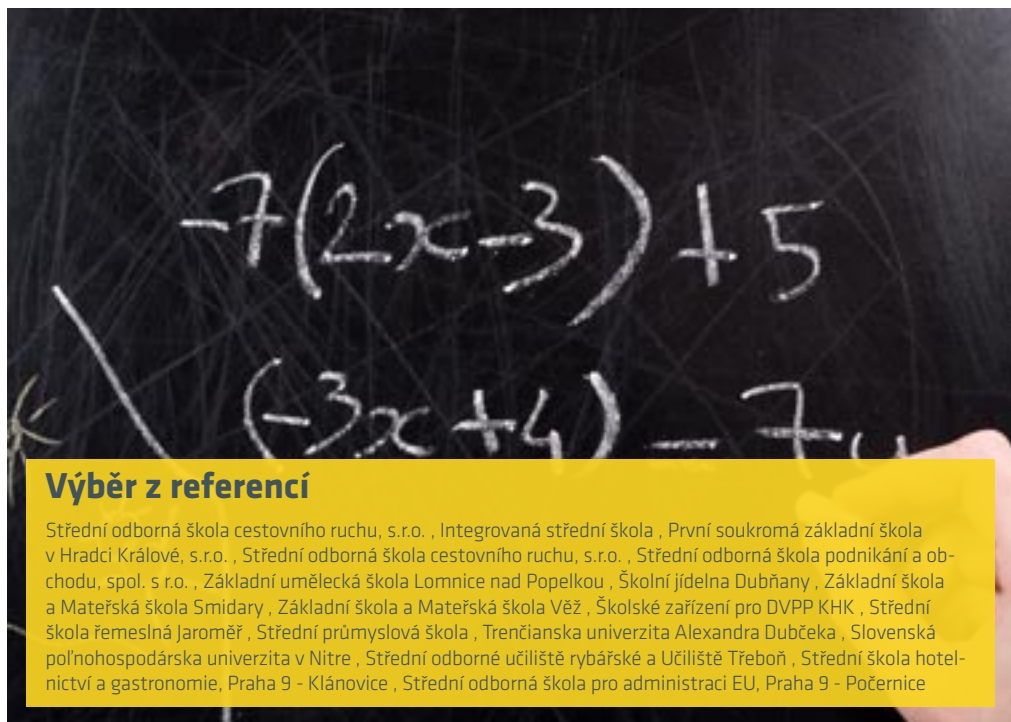 -7(2x-3)+5
(-3x+4)-7
Výběr z referencí
Střední odborná škola cestovního ruchu, s.r.o. , Integrovaná střední škola , První soukromá základní škola
v Hradci Králové, s.r.o. , Střední odborná škola cestovního ruchu, s.r.o. , Střední odborná škola podnikání a ob-
chodu, spol. s r.o. , Základní umělecká škola Lomnice nad Popelkou , Školní jídelna Dubňany , Základní škola
a Mateřská škola Smidary , Základní škola a Mateřská škola Věž , Školské zařízení pro DVPP KHK , Střední
škola řemeslná Jaroměř , Střední průmyslová škola , Trenčianska univerzita Alexandra Dubčeka , Slovenská
poľnohospodárska univerzita v Nitre , Střední odborné učiliště rybářské a Učiliště Třeboň , Střední škola hotel-
nictví a gastronomie, Praha 9 - Klánovice , Střední odborná škola pro administraci EU, Praha 9 - Počernice